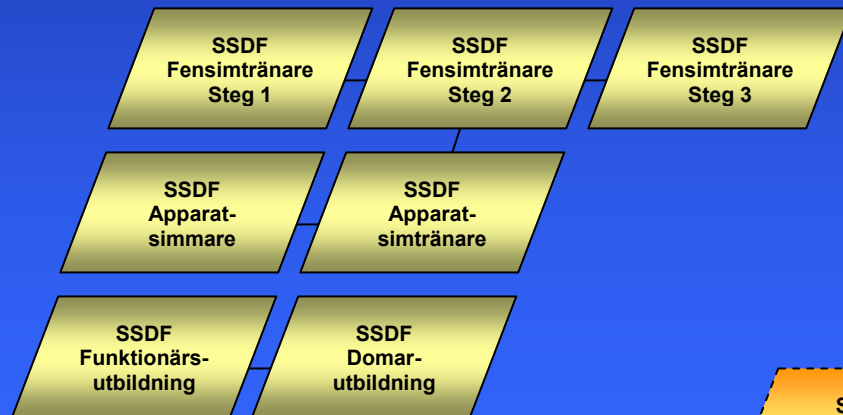 SSDF
Fensimtränare
Steg 1
SSDF
Fensimtränare
Steg 2
SSDF
Fensimtränare
Steg 3
SSDF
Apparat-
simmare
SSDF
Apparat-
simtränare
SSDF
Funktionärs-
utbildning
SSDF
Domar-
utbildning